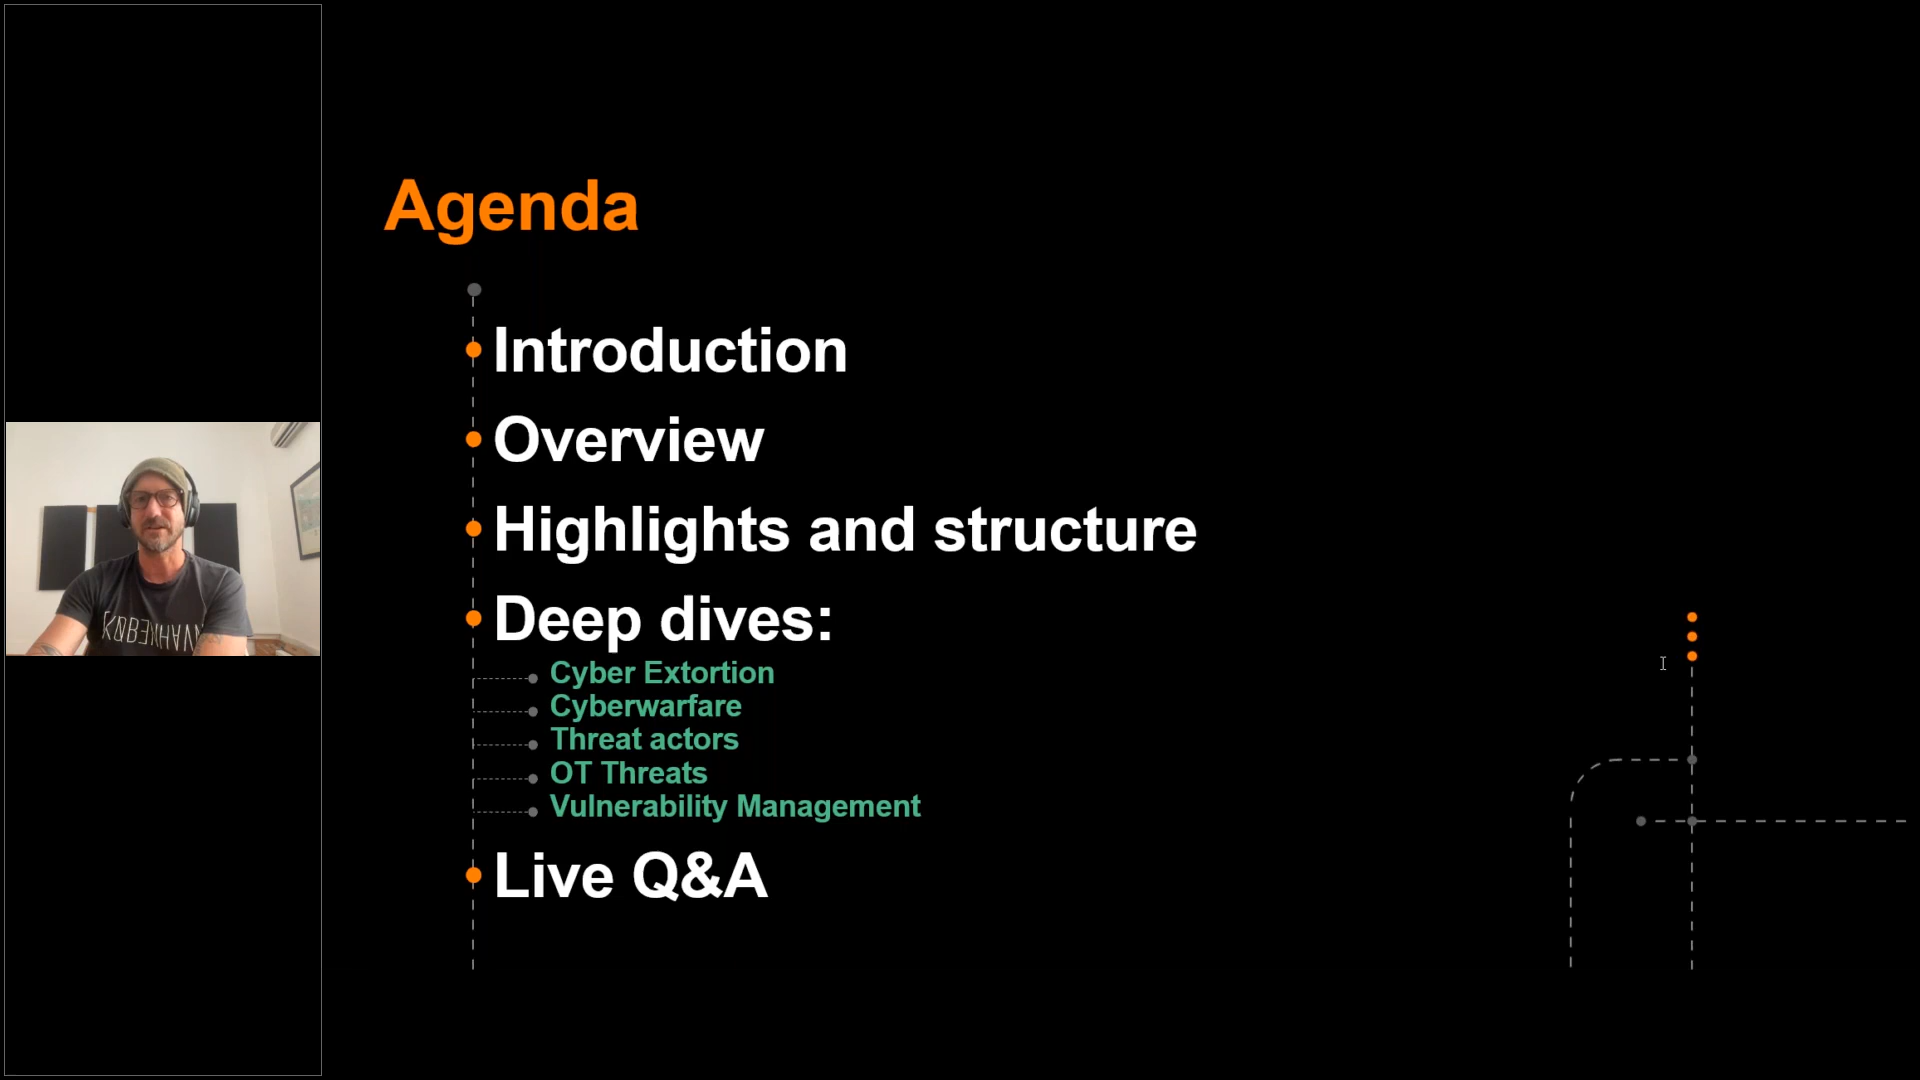 Agenda
Introduction
Overview
Highlights and structure
Deep dives:
Cyber Extortion
Cyberwarfare
Threat actors
OT Threats
Vulnerability Management
Live Q&A